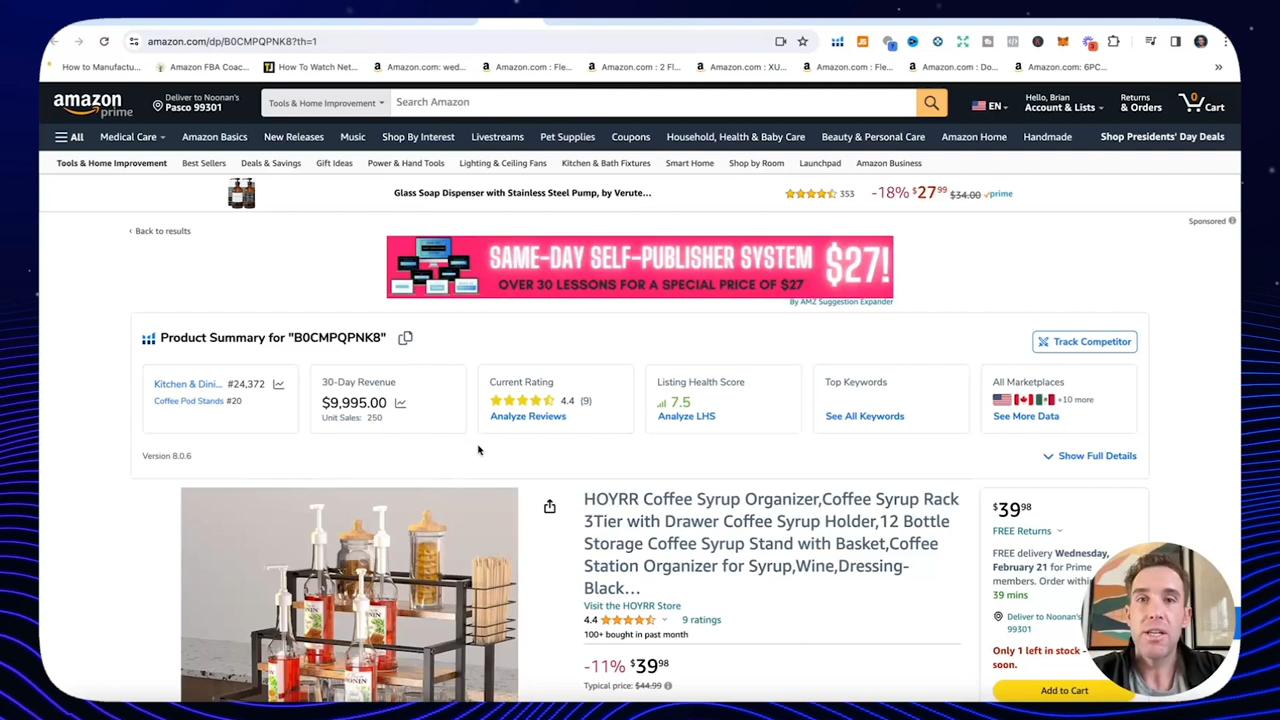 amazon.com/dp/B0CMPQPNK8?th=1
How to Manufactu...
Amazon FBA Coac...
How To Watch Net...
Amazon.com: wed...
Amazon.com: Fle...
Amazon.com : 2 Fl...
Amazon.com : XU...
Amazon.com: Fle...
Amazon.com : Do...
Amazon.com: 6PC...
»
amazon prime
Deliver to Noonan's
Pasco 99301
Tools & Home Improvement
Search Amazon
EN
Hello, Brian
Account & Lists
Returns
& Orders
0
Cart
All
Medical Care
Amazon Basics
New Releases
Music
Shop By Interest
Livestreams
Pet Supplies
Coupons
Household, Health & Baby Care
Beauty & Personal Care
Amazon Home
Handmade
Shop Presidents' Day Deals
Tools & Home Improvement
Best Sellers
Deals & Savings
Gift Ideas
Power & Hand Tools
Lighting & Ceiling Fans
Kitchen & Bath Fixtures
Smart Home
Shop by Room
Launchpad
Amazon Business
Glass Soap Dispenser with Stainless Steel Pump, by Verute...
353
-18% $27.99 $34.00 prime
Sponsored
‹ Back to results
SAME-DAY SELF-PUBLISHER SYSTEM
OVER 30 LESSONS FOR A SPECIAL PRICE OF $27
$27!
By AMZ Suggestion Expander
Product Summary for "B0CMPQPNK8"
Track Competitor
Kitchen & Dini... #24,372
Coffee Pod Stands #20
30-Day Revenue
$9,995.00
Unit Sales: 250
Current Rating
4.4 (9)
Analyze Reviews
Listing Health Score
7.5
Analyze LHS
Top Keywords
See All Keywords
All Marketplaces
+10 more
See More Data
Version 8.0.6
Show Full Details
HOYRR Coffee Syrup Organizer,Coffee Syrup Rack
3Tier with Drawer Coffee Syrup Holder,12 Bottle
Storage Coffee Syrup Stand with Basket,Coffee
Station Organizer for Syrup,Wine,Dressing-
Black...
Visit the HOYRR Store
4.4
9 ratings
100+ bought in past month
-11% $39.98
Typical price: $44.99
$39.98
FREE Returns
FREE delivery Wednesday,
February 21 for Prime
members. Order within
39 mins
Deliver to Noonan's
99301
Only 1 left in stock -
soon.
Add to Cart
MONIN
MONIN